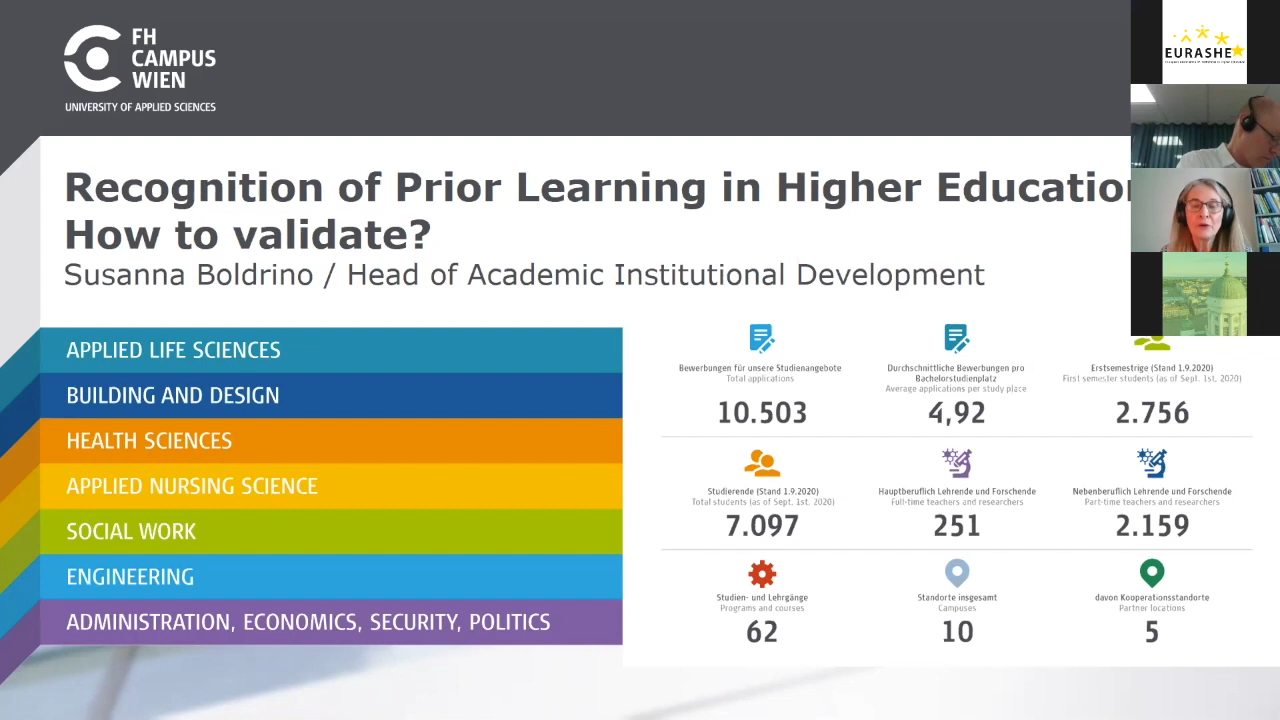 FH
CAMPUS
WIEN
UNIVERSITY OF APPLIED SCIENCES
EURASHE
Recognition of Prior Learning in Higher Educatio
How to validate?
Susanna Boldrino / Head of Academic Institutional Development
APPLIED LIFE SCIENCES
BUILDING AND DESIGN
HEALTH SCIENCES
APPLIED NURSING SCIENCE
SOCIAL WORK
ENGINEERING
ADMINISTRATION, ECONOMICS, SECURITY, POLITICS
Bewerbungen für unsere Studienangebote
Total applications
10.503
Durchschnittliche Bewerbungen pro
Bachelorstudienplatz
Average applications per study place
4,92
Erstsemestrige (Stand 1.9.2020)
First semester students (as of Sept. 1st, 2020)
2.756
Studierende (Stand 1.9.2020)
Total students (as of Sept. 1st. 2020)
7.097
Hauptberuflich Lehrende und Forschende
Full-time teachers and researchers
251
Nebenberuflich Lehrende und Forschende
Part-time teachers and researchers
2.159
Studien- und Lehrgänge
Programs and courses
62
Standorte insgesamt
Campuses
10
davon Kooperationsstandorte
Partner locations
5